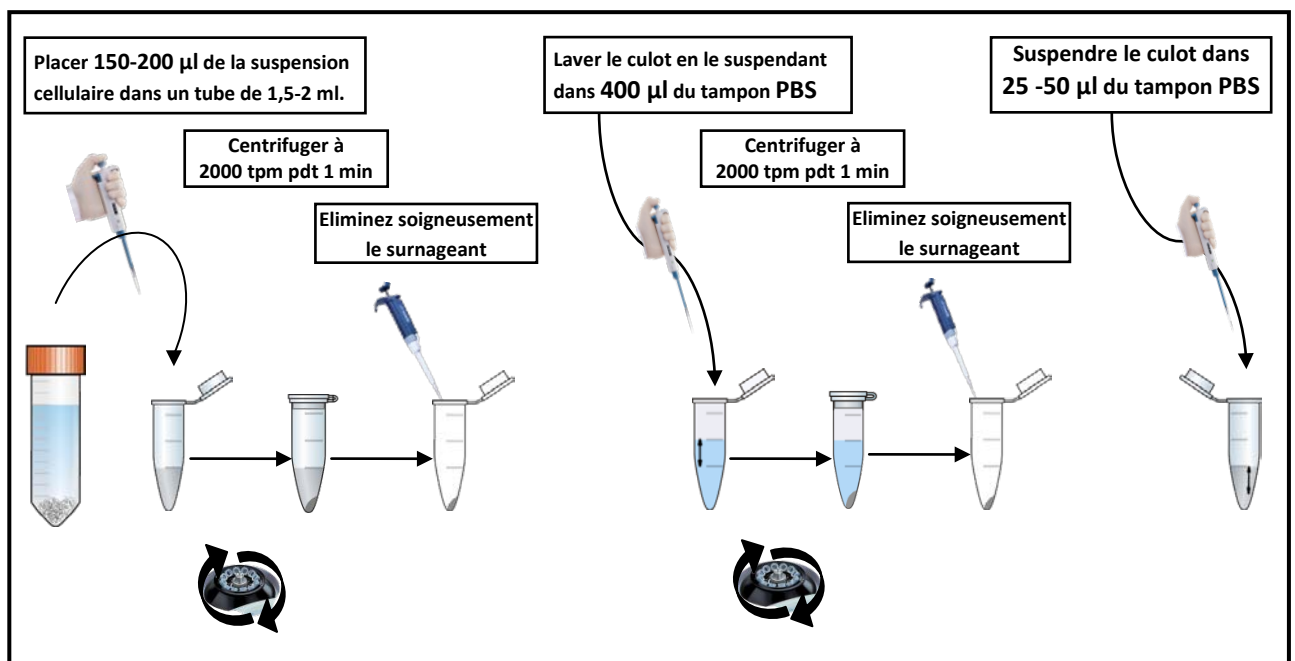 Placer 150-200 µl de la suspension
cellulaire dans un tube de 1,5-2 ml.
Centrifuger à
2000 tpm pdt 1 min
Eliminez soigneusement
le surnageant
Laver le culot en le suspendant
dans 400 µl du tampon PBS
Centrifuger à
2000 tpm pdt 1 min
Eliminez soigneusement
le surnageant
Suspendre le culot dans
25 -50 µl du tampon PBS